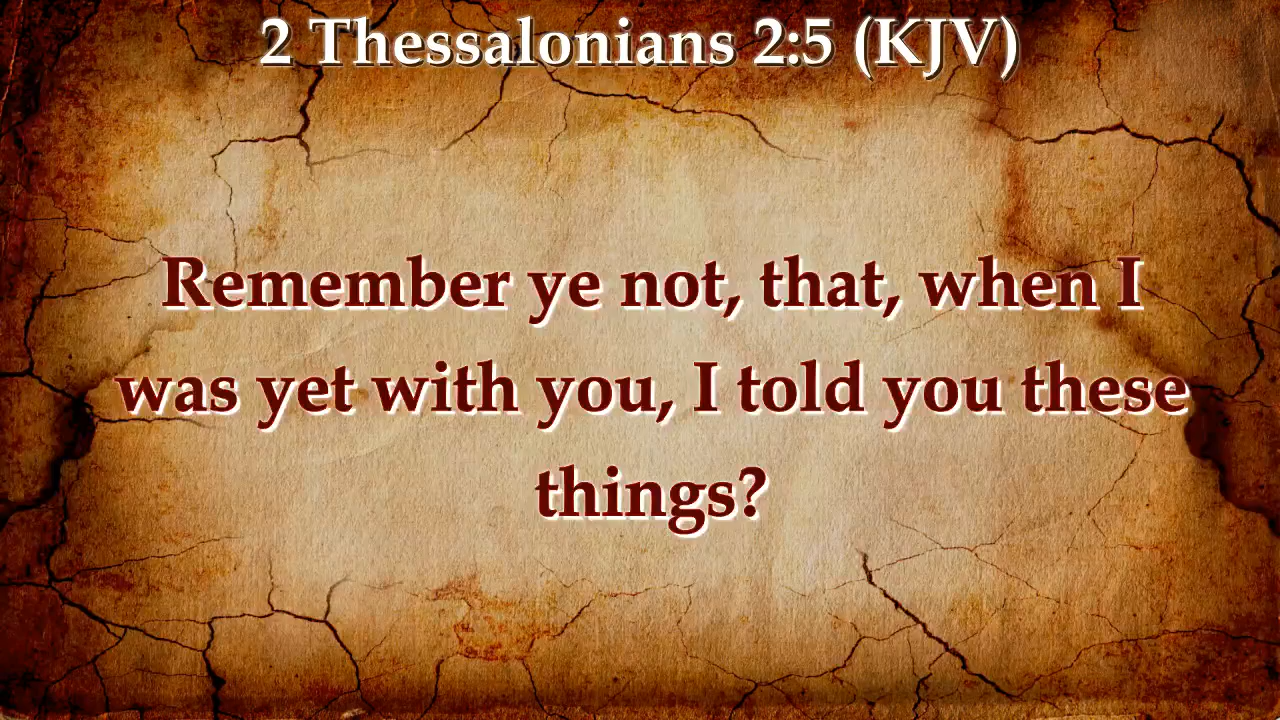 2 Thessalonians 2:5 (KJV)
Remember ye not, that, when I
was yet with you, I told you these
things?